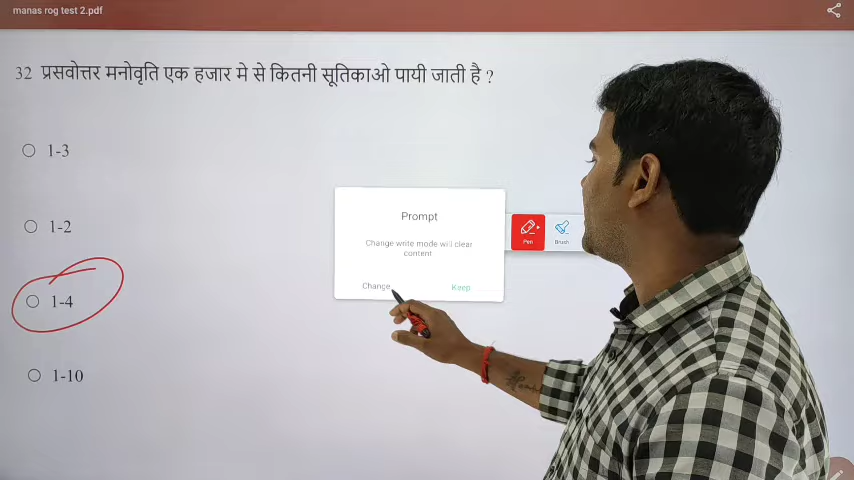 manas rog test 2.pdf
32 प्रसवोत्तर मनोवृति एक हजार मे से कितनी सूतिकाओ पायी जाती है ?
1-3
1-2
1-4
1-10
Prompt
Change write mode will clear
content
Change
Keep
Pen
Brush